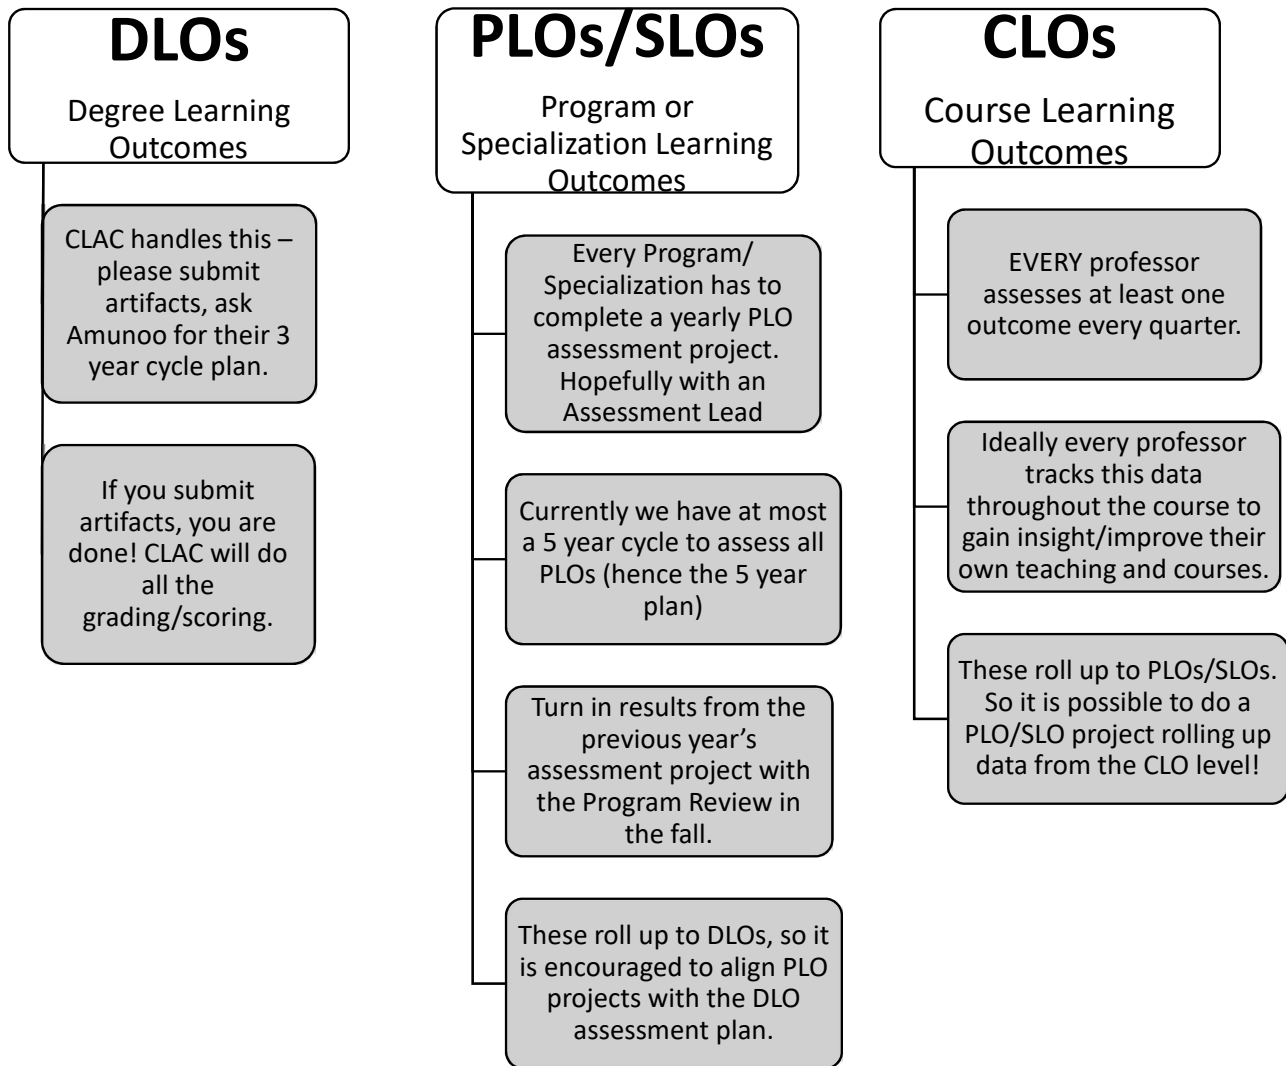 DLOs
Degree Learning
Outcomes
CLAC handles this –
please submit
artifacts, ask
Amunoo for their 3
year cycle plan.
If you submit
artifacts, you are
done! CLAC will do
all the
grading/scoring.
PLOs/SLOs
Program or
Specialization Learning
Outcomes
Every Program/
Specialization has to
complete a yearly PLO
assessment project.
Hopefully with an
Assessment Lead
Currently we have at most
a 5 year cycle to assess all
PLOs (hence the 5 year
plan)
Turn in results from the
previous year’s
assessment project with
the Program Review in
the fall.
These roll up to DLOs, so it
is encouraged to align PLO
projects with the DLO
assessment plan.
CLOs
Course Learning
Outcomes
EVERY professor
assesses at least one
outcome every quarter.
Ideally every professor
tracks this data
throughout the course to
gain insight/improve their
own teaching and courses.
These roll up to PLOs/SLOs.
So it is possible to do a
PLO/SLO project rolling up
data from the CLO level!